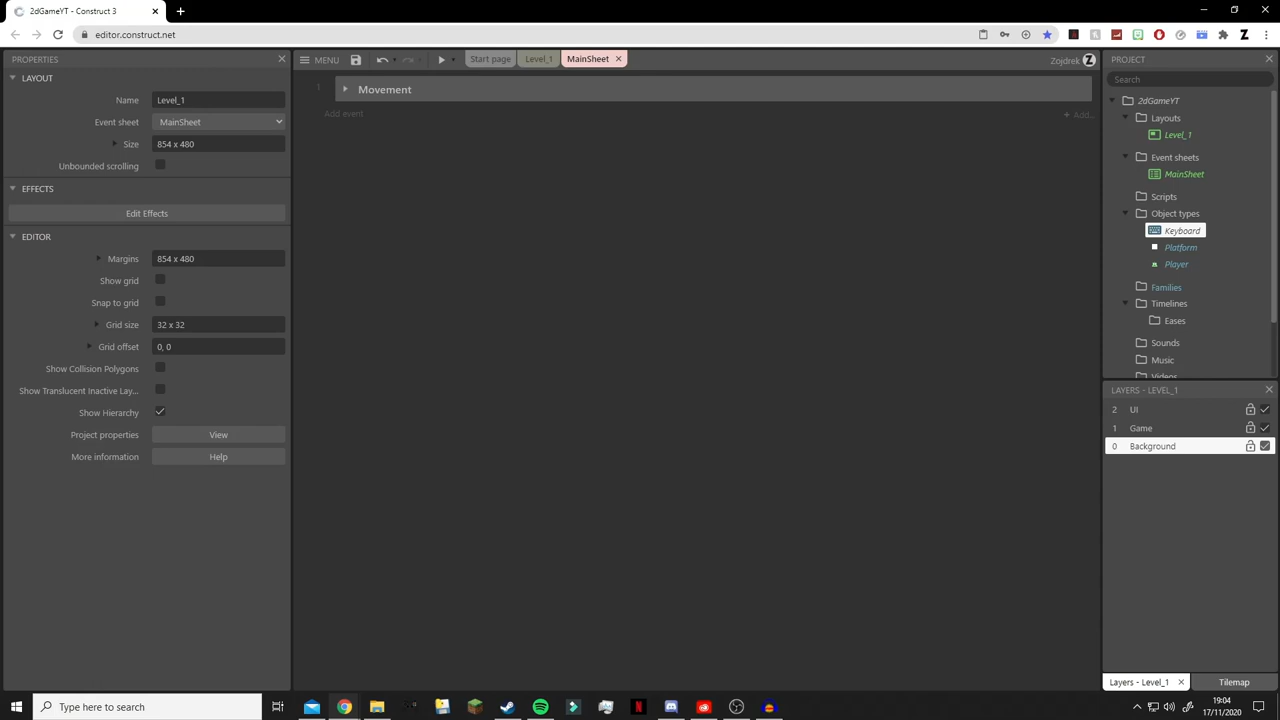 2dGameYT - Construct 3
editor.construct.net
PROPERTIES
LAYOUT
Name Level_1
Event sheet MainSheet
Size 854 x 480
Unbounded scrolling
EFFECTS
Edit Effects
EDITOR
Margins 854 x 480
Show grid
Snap to grid
Grid size 32 x 32
Grid offset 0, 0
Show Collision Polygons
Show Translucent Inactive Lay...
Show Hierarchy
Project properties View
More information Help
MENU
Start page Level_1 MainSheet
Zojdrek Z
1 Movement
Add event + Add...
PROJECT
Search
2dGameYT
Layouts
Level_1
Event sheets
MainSheet
Scripts
Object types
Keyboard
Platform
Player
Families
Timelines
Eases
Sounds
Music
Videos
LAYERS - LEVEL_1
2 UI
1 Game
0 Background
Layers - Level_1 Tilemap
Type here to search
19:04
17/11/2020